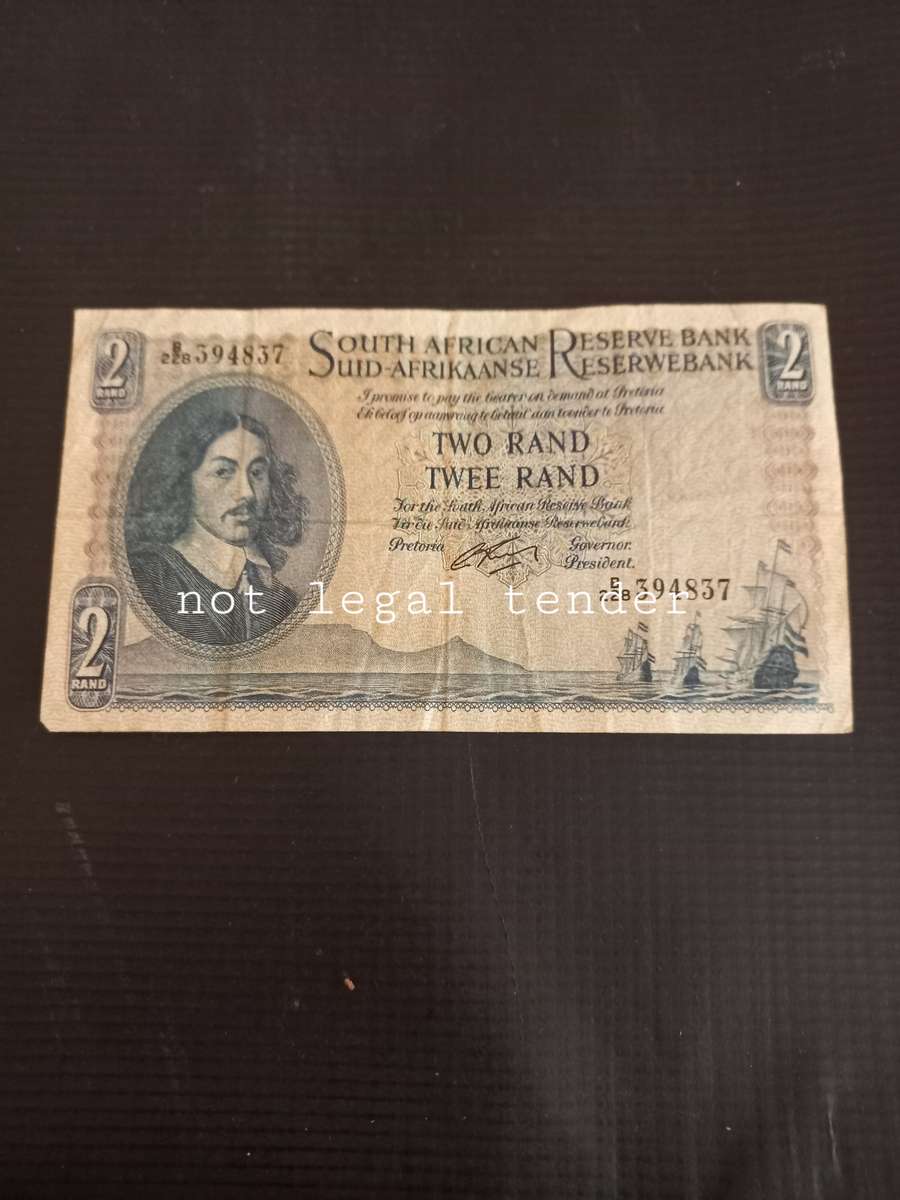 2
RAND
B/228 394837
SOUTH AFRICAN RESERVE BANK
SUID-AFRIKAANSE RESERWEBANK
2
RAND
I promise to pay the bearer on demand at Pretoria
Ek beloof op aanvraag te betaal aan toonder te Pretoria
TWO RAND
TWEE RAND
For the South African Reserve Bank
Vir die Suid-Afrikaanse Reserwebank
Pretoria Governor.
President.
B/228 394837
not legal tender
2
RAND